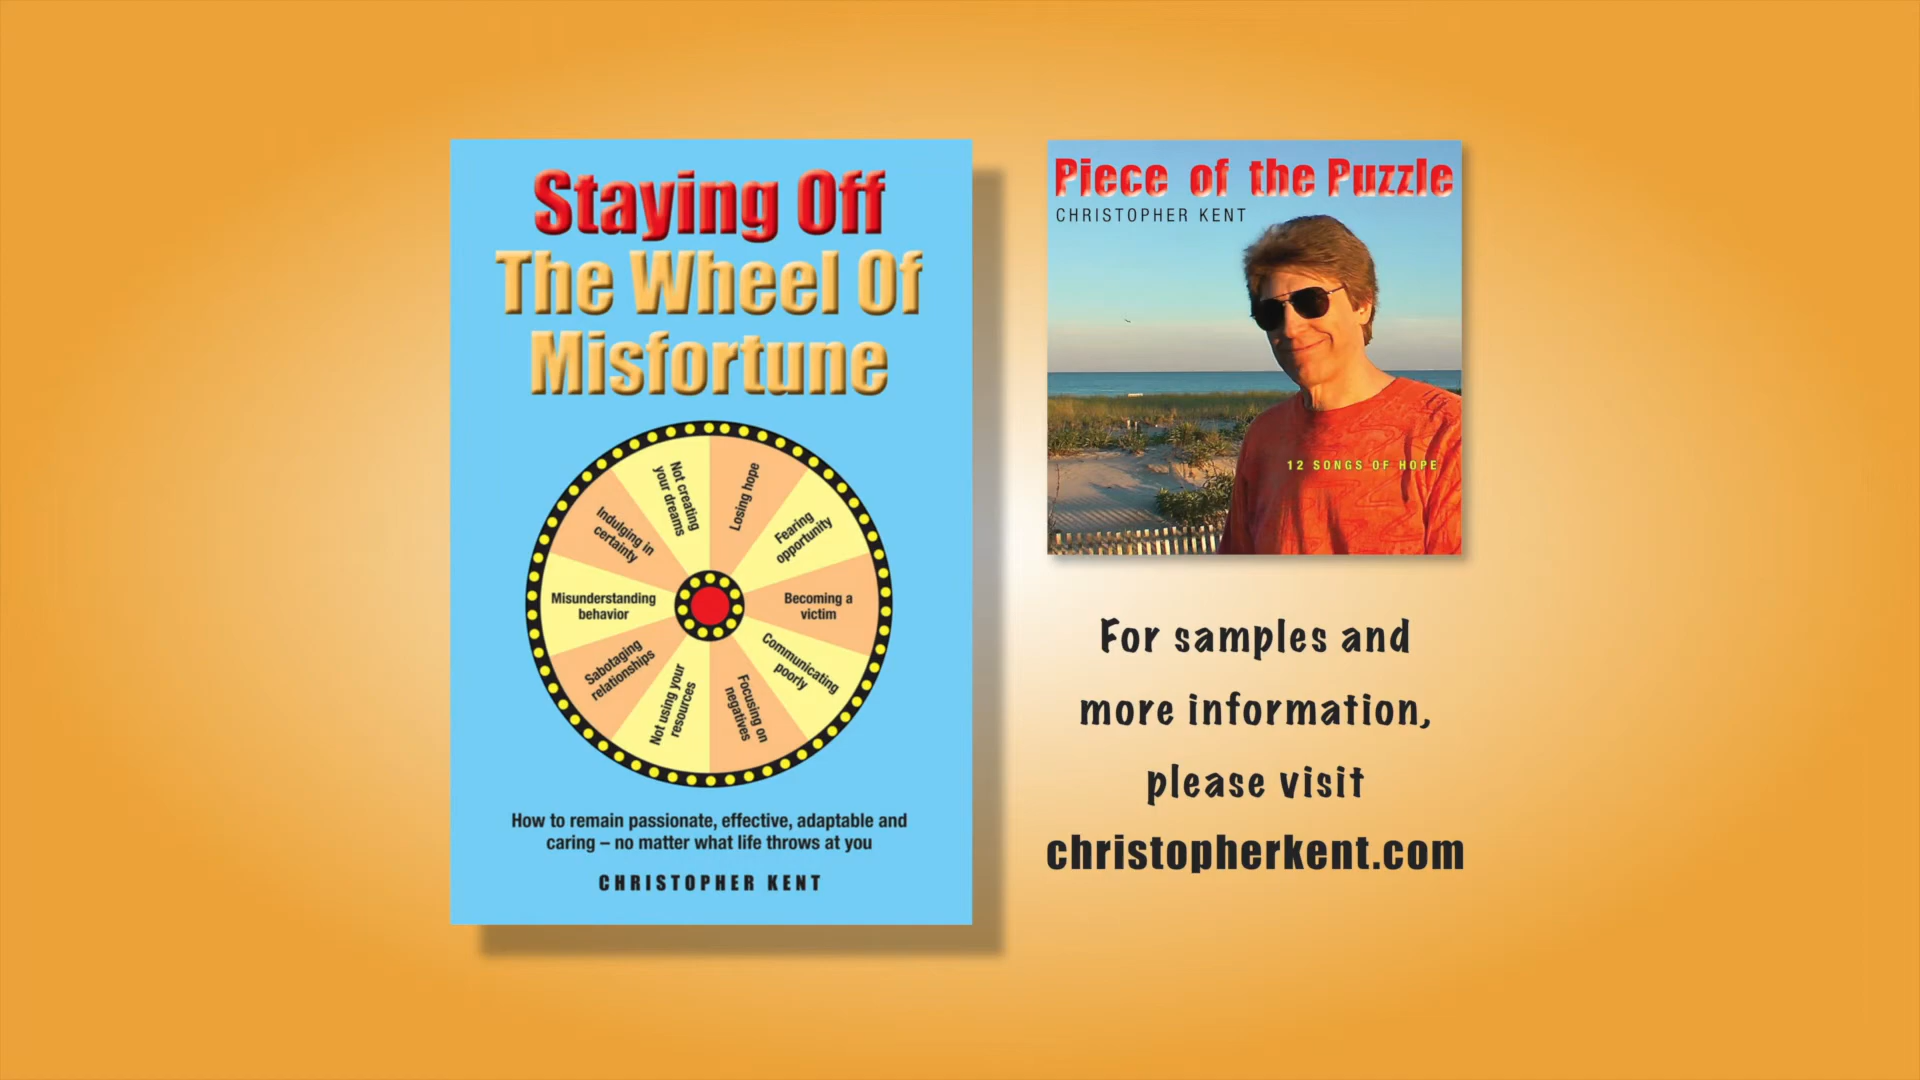 Staying Off
The Wheel Of
Misfortune
Not creating
your dreams
Losing hope
Fearing
opportunity
Becoming a
victim
Communicating
poorly
Focusing on
negatives
Not using your
resources
Sabotaging
relationships
Misunderstanding
behavior
Indulging in
certainty
How to remain passionate, effective, adaptable and
caring – no matter what life throws at you
CHRISTOPHER KENT
Piece of the Puzzle
CHRISTOPHER KENT
12 SONGS OF HOPE
For samples and
more information,
please visit
christopherkent.com